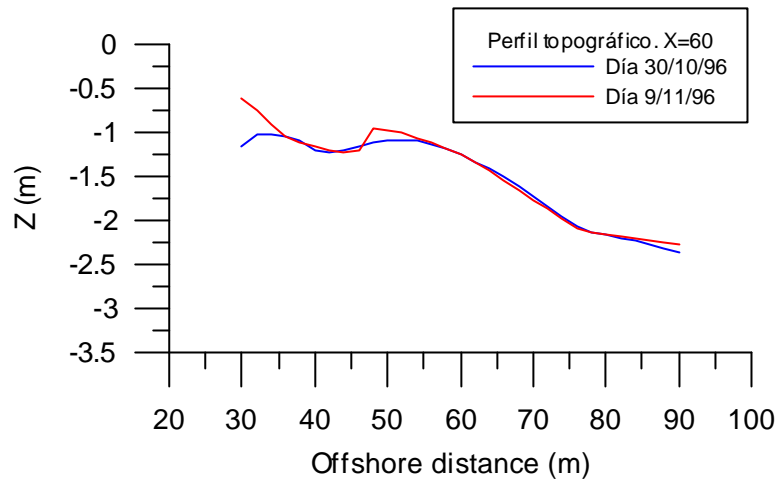 Perfil topográfico. X=60
Día 30/10/96
Día 9/11/96
0
-0.5
-1
-1.5
-2
-2.5
-3
-3.5
Z (m)
20 30 40 50 60 70 80 90 100
Offshore distance (m)